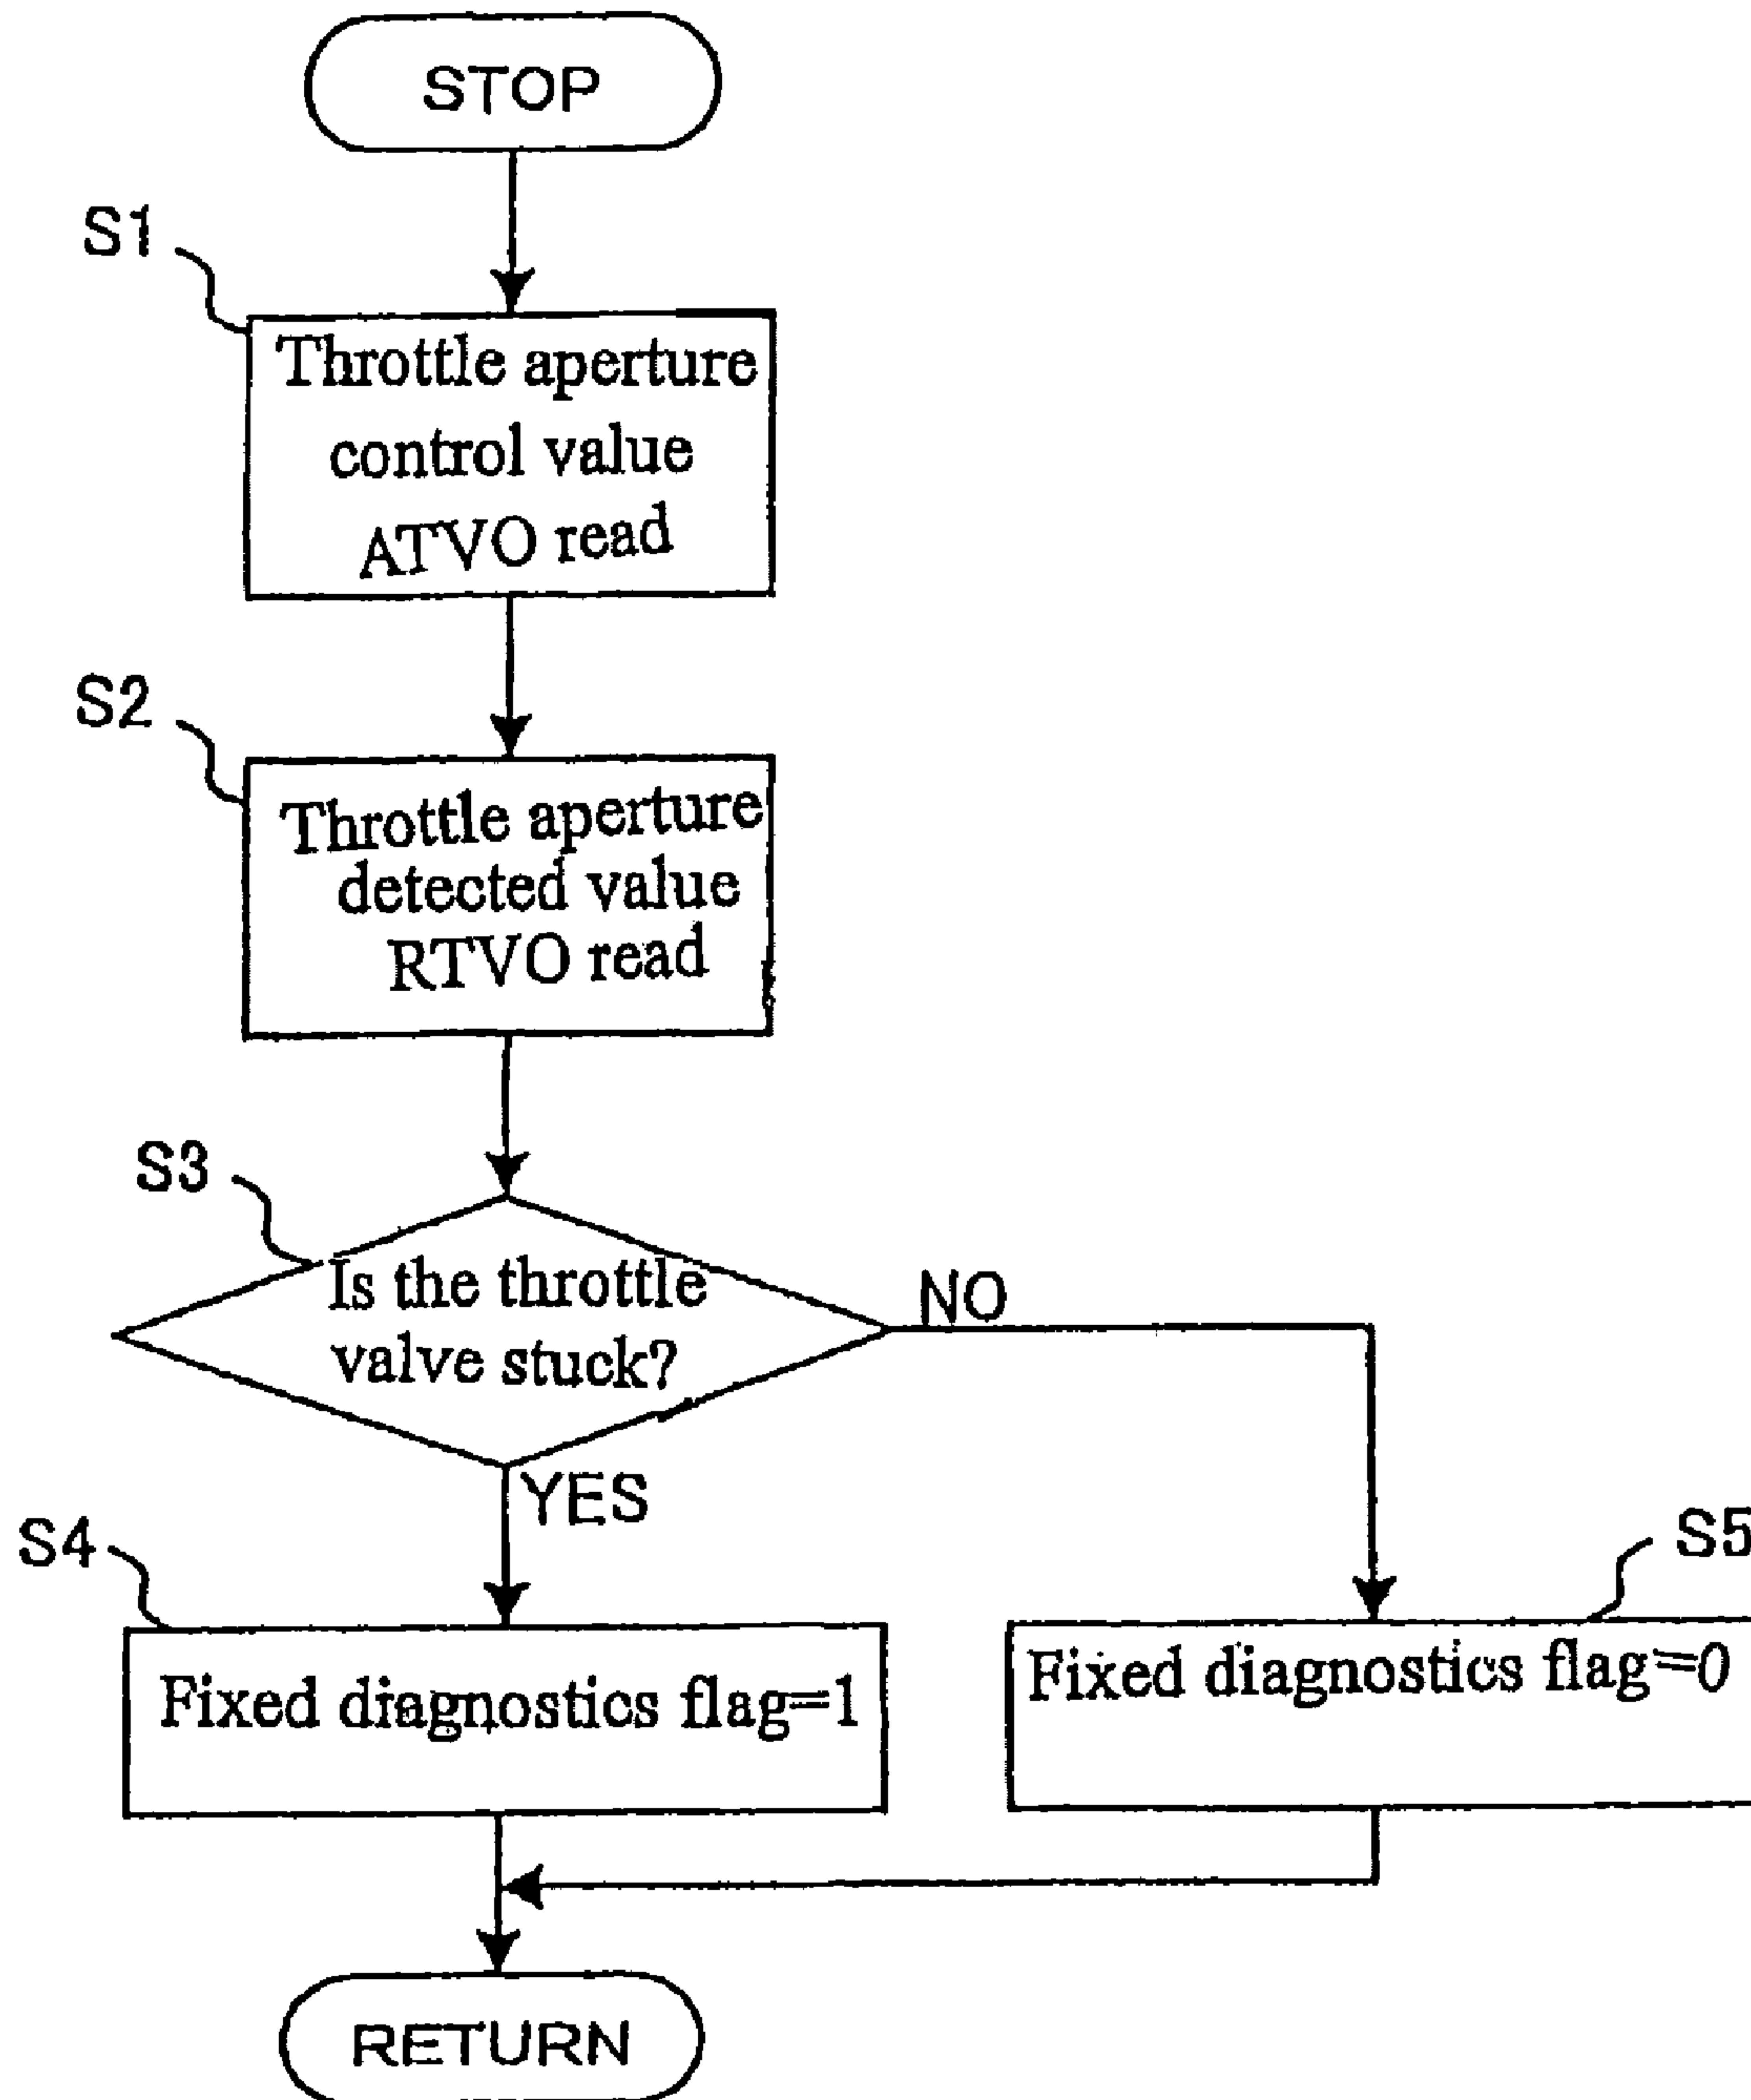 STOP
S1
Throttle aperture
control value
ATVO read
S2
Throttle aperture
detected value
RTVO read
S3
Is the throttle
valve stuck?
NO
YES
S4
Fixed diagnostics flag=1
S5
Fixed diagnostics flag=0
RETURN